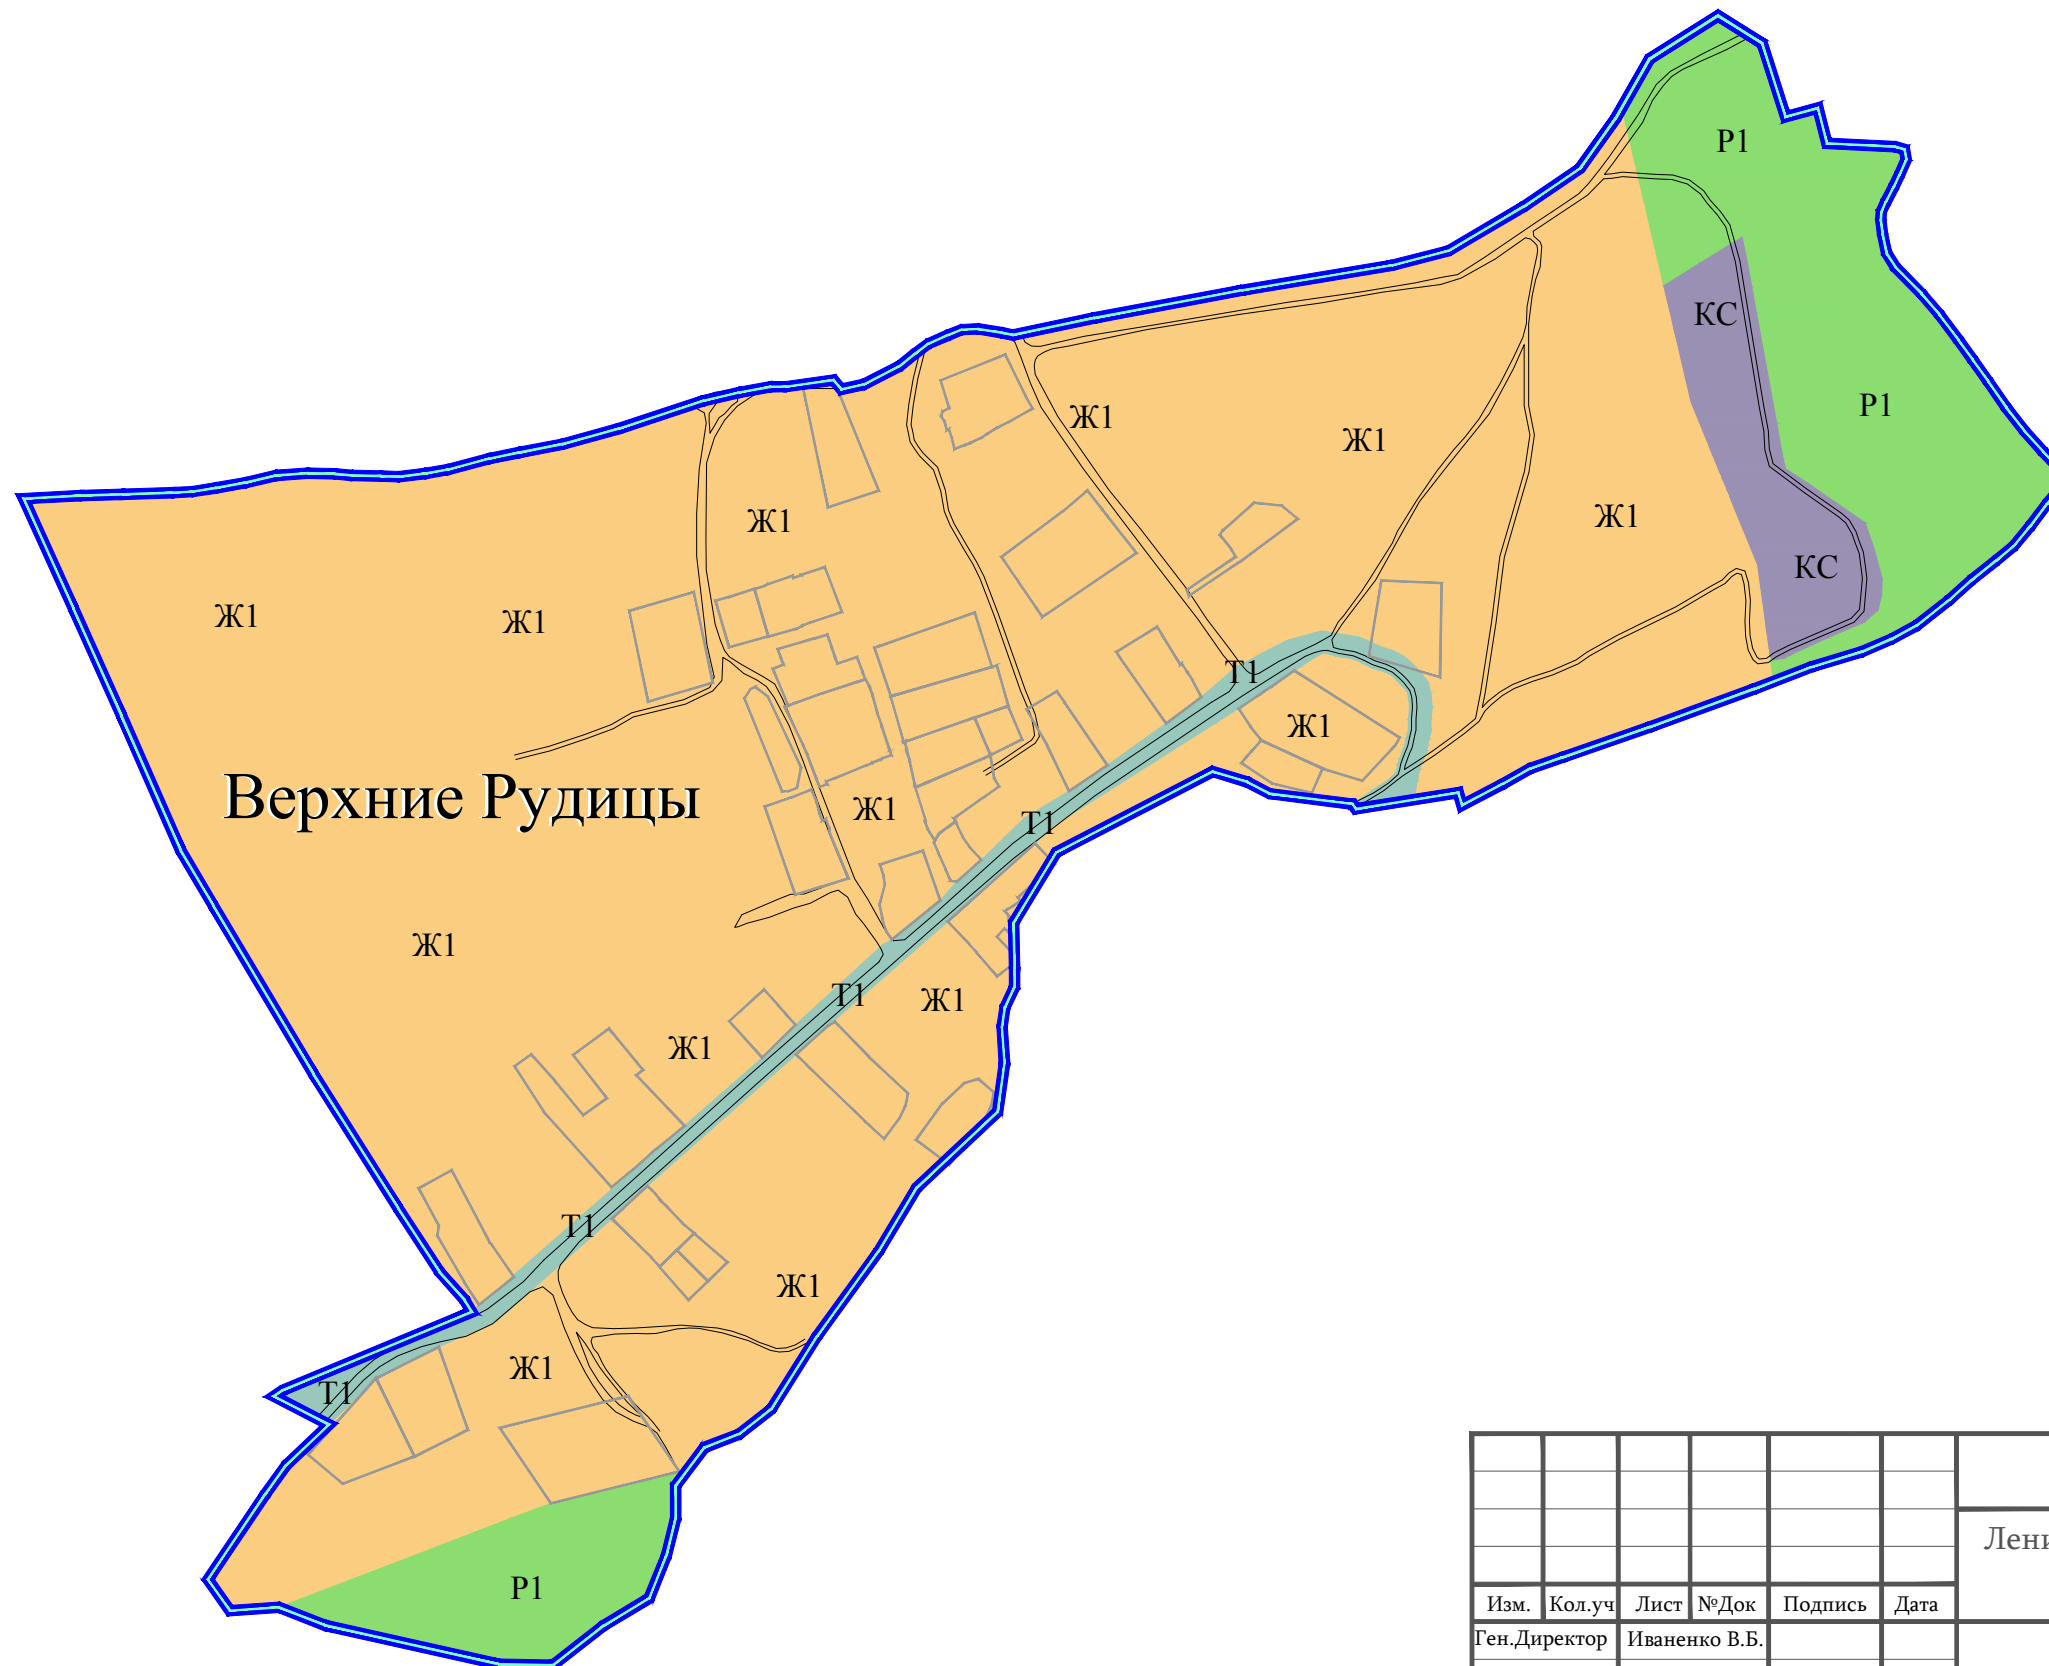 Р1
КС
Р1
Ж1
Ж1
Ж1
Ж1
КС
Ж1
Ж1
Т1
Ж1
Верхние Рудицы
Ж1
Т1
Ж1
Т1
Ж1
Ж1
Т1
Ж1
Ж1
Т1
Р1
Лени
Изм. Кол.уч Лист №Док Подпись Дата
Ген.Директор Иваненко В.Б.